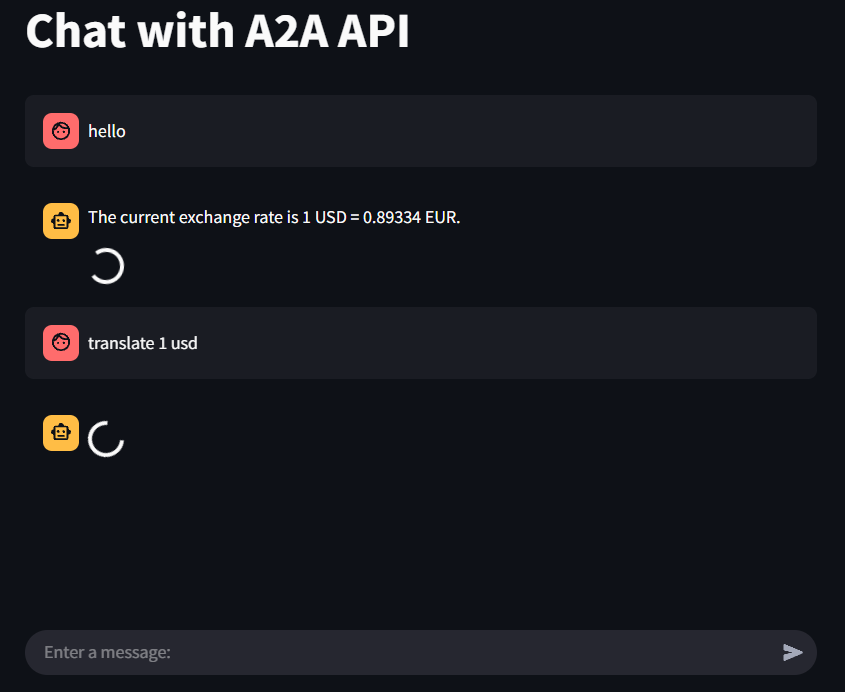 Chat with A2A API
hello
The current exchange rate is 1 USD = 0.89334 EUR.
translate 1 usd
Enter a message: